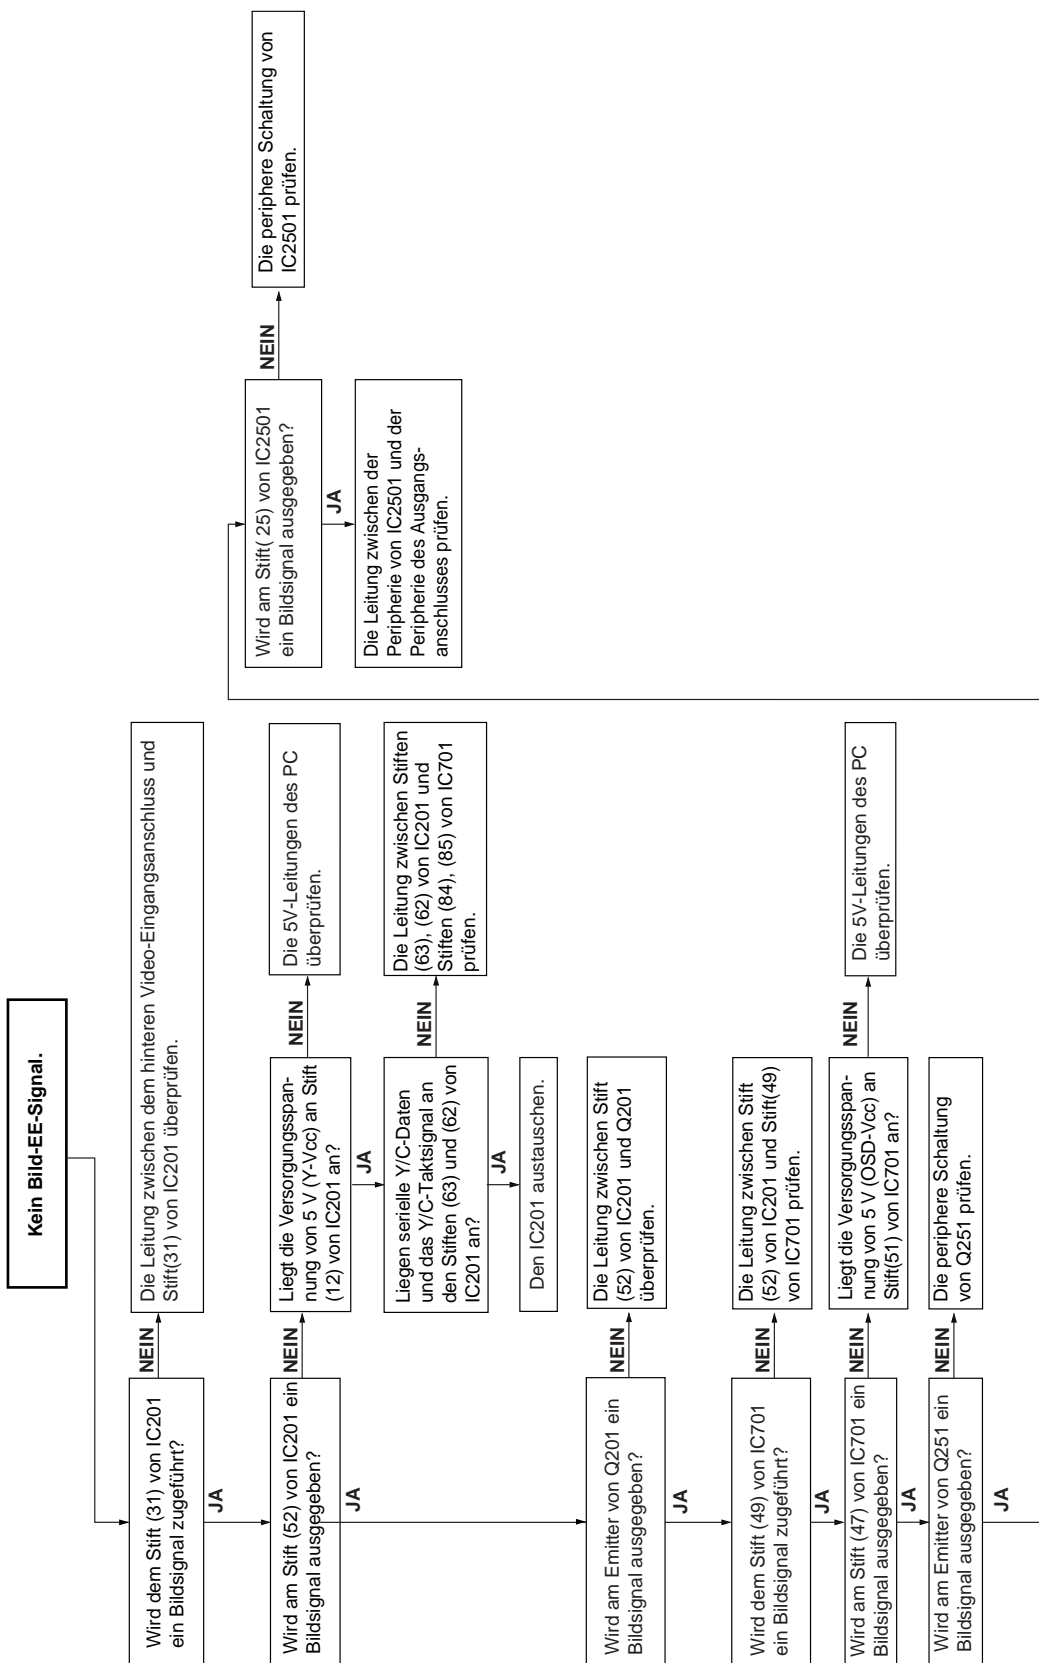 Kein Bild-EE-Signal.
Wird dem Stift (31) von IC201
ein Bildsignal zugeführt?
NEIN
Die Leitung zwischen dem hinteren Video-Eingangsanschluss und
Stift(31) von IC201 überprüfen.
JA
Wird am Stift (52) von IC201 ein
Bildsignal ausgegeben?
NEIN
Liegt die Versorgungsspan-
nung von 5 V (Y-Vcc) an Stift
(12) von IC201 an?
NEIN
Die 5V-Leitungen des PC
überprüfen.
JA
Liegen serielle Y/C-Daten
und das Y/C-Taktsignal an
den Stiften (63) und (62) von
IC201 an?
NEIN
Die Leitung zwischen Stiften
(63), (62) von IC201 und
Stiften (84), (85) von IC701
prüfen.
JA
Den IC201 austauschen.
JA
Wird am Emitter von Q201 ein
Bildsignal ausgegeben?
NEIN
Die Leitung zwischen Stift
(52) von IC201 und Q201
überprüfen.
JA
Wird dem Stift (49) von IC701
ein Bildsignal zugeführt?
NEIN
Die Leitung zwischen Stift
(52) von IC201 und Stift(49)
von IC701 prüfen.
JA
Wird am Stift (47) von IC701 ein
Bildsignal ausgegeben?
NEIN
Liegt die Versorgungsspan-
nung von 5 V (OSD-Vcc) an
Stift(51) von IC701 an?
NEIN
Die 5V-Leitungen des PC
überprüfen.
JA
Wird am Emitter von Q251 ein
Bildsignal ausgegeben?
NEIN
Die periphere Schaltung
von Q251 prüfen.
JA
Wird am Stift( 25) von IC2501
ein Bildsignal ausgegeben?
NEIN
Die periphere Schaltung von
IC2501 prüfen.
JA
Die Leitung zwischen der
Peripherie von IC2501 und der
Peripherie des Ausgangs-
anschlusses prüfen.